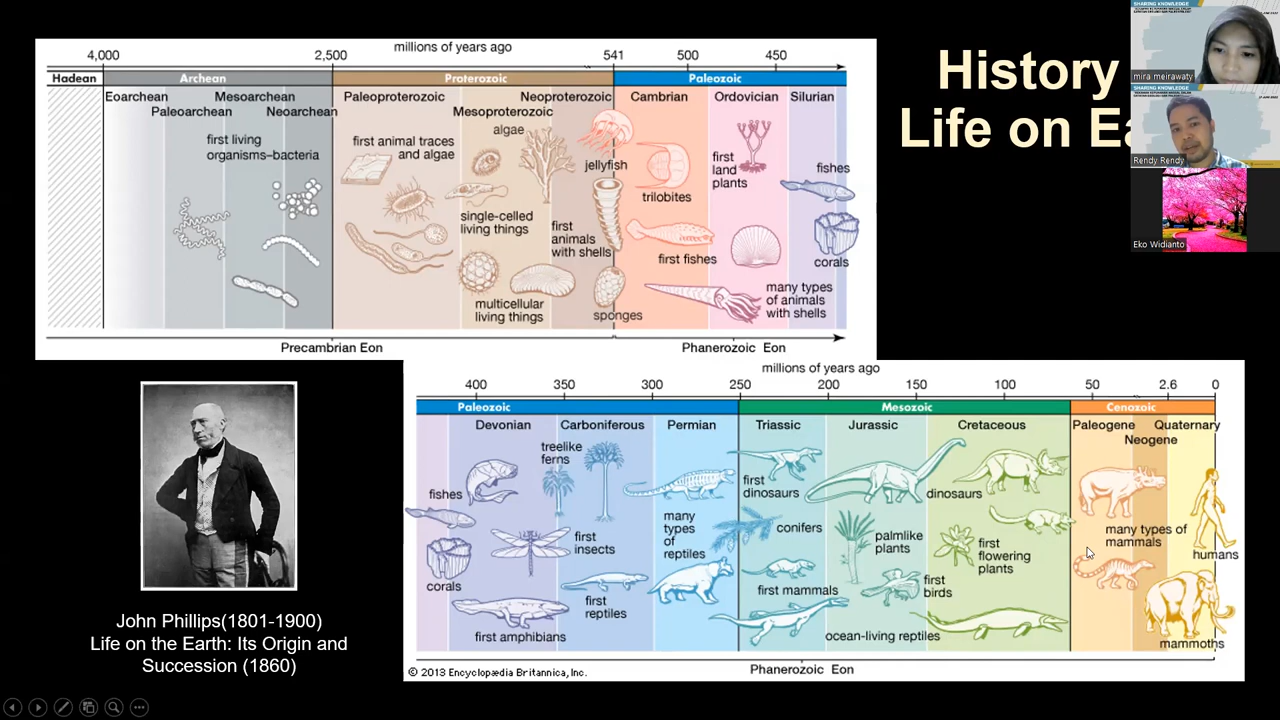 History
Life on Ea
SHARING KNOWLEDGE
mira meirawaty
SHARING KNOWLEDGE
Rendy Rendy
Eko Widianto
millions of years ago
4,000 2,500 541 500 450
Hadean Archean Proterozoic Paleozoic
Eoarchean Mesoarchean Paleoproterozoic Neoproterozoic Cambrian Ordovician Silurian
Paleoarchean Neoarchean Mesoproterozoic
first living
organisms–bacteria
first animal traces
and algae
algae
single-celled
living things
multicellular
living things
first
animals
with shells
jellyfish
sponges
trilobites
first fishes
first
land
plants
many types
of animals
with shells
fishes
corals
Precambrian Eon Phanerozoic Eon
millions of years ago
400 350 300 250 200 150 100 50 2.6 0
Paleozoic Mesozoic Cenozoic
Devonian Carboniferous Permian Triassic Jurassic Cretaceous Paleogene Quaternary
Neogene
fishes
corals
treelike
ferns
first
insects
first
reptiles
first amphibians
many
types
of
reptiles
first
dinosaurs
conifers
first mammals
ocean-living reptiles
palmlike
plants
first
birds
dinosaurs
first
flowering
plants
many types of
mammals
humans
mammoths
Phanerozoic Eon
© 2013 Encyclopædia Britannica, Inc.
John Phillips(1801-1900)
Life on the Earth: Its Origin and
Succession (1860)